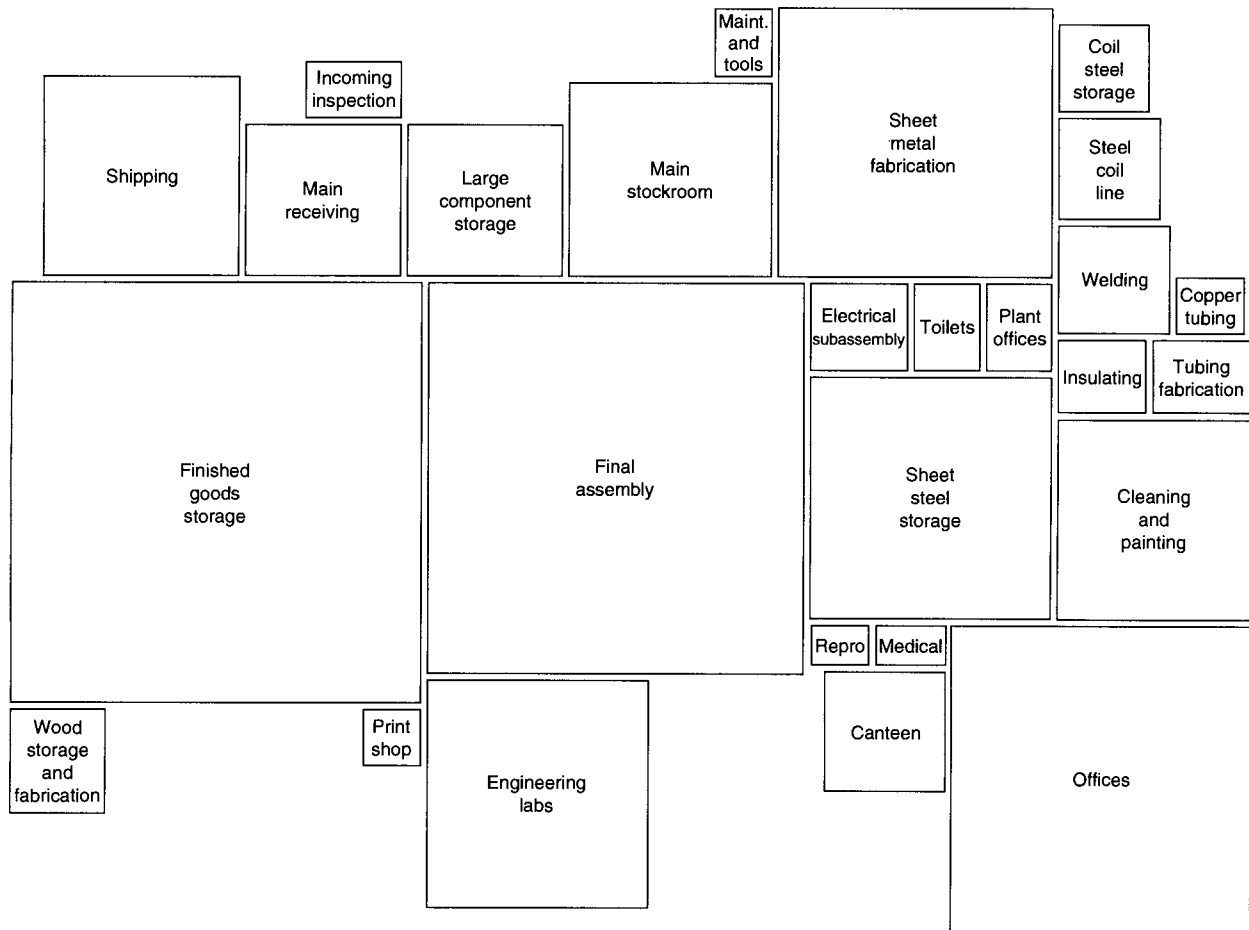 Maint.
and
tools
Coil
steel
storage
Incoming
inspection
Sheet
metal
fabrication
Steel
coil
line
Shipping
Main
receiving
Large
component
storage
Main
stockroom
Welding
Copper
tubing
Electrical
subassembly
Toilets
Plant
offices
Insulating
Tubing
fabrication
Finished
goods
storage
Final
assembly
Sheet
steel
storage
Cleaning
and
painting
Repro
Medical
Wood
storage
and
fabrication
Print
shop
Canteen
Engineering
labs
Offices